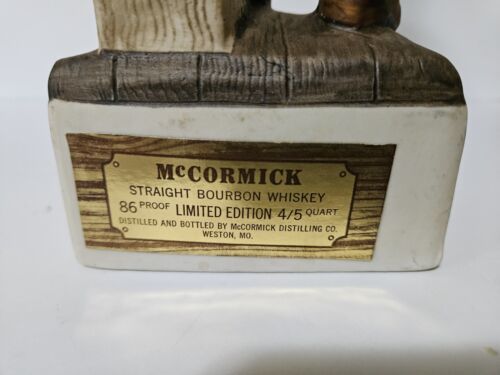 McCORMICK
STRAIGHT BOURBON WHISKEY
86 PROOF LIMITED EDITION 4/5 QUART
DISTILLED AND BOTTLED BY McCORMICK DISTILLING CO.
WESTON, MO.